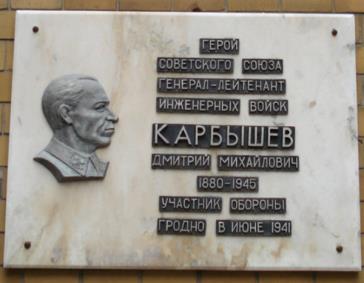 ГЕРОЙ
СОВЕТСКОГО СОЮЗА
ГЕНЕРАЛ-ЛЕЙТЕНАНТ
ИНЖЕНЕРНЫХ ВОЙСК
КАРБЫШЕВ
ДМИТРИЙ МИХАЙЛОВИЧ
1880-1945
УЧАСТНИК ОБОРОНЫ
ГРОДНО В ИЮНЕ 1941